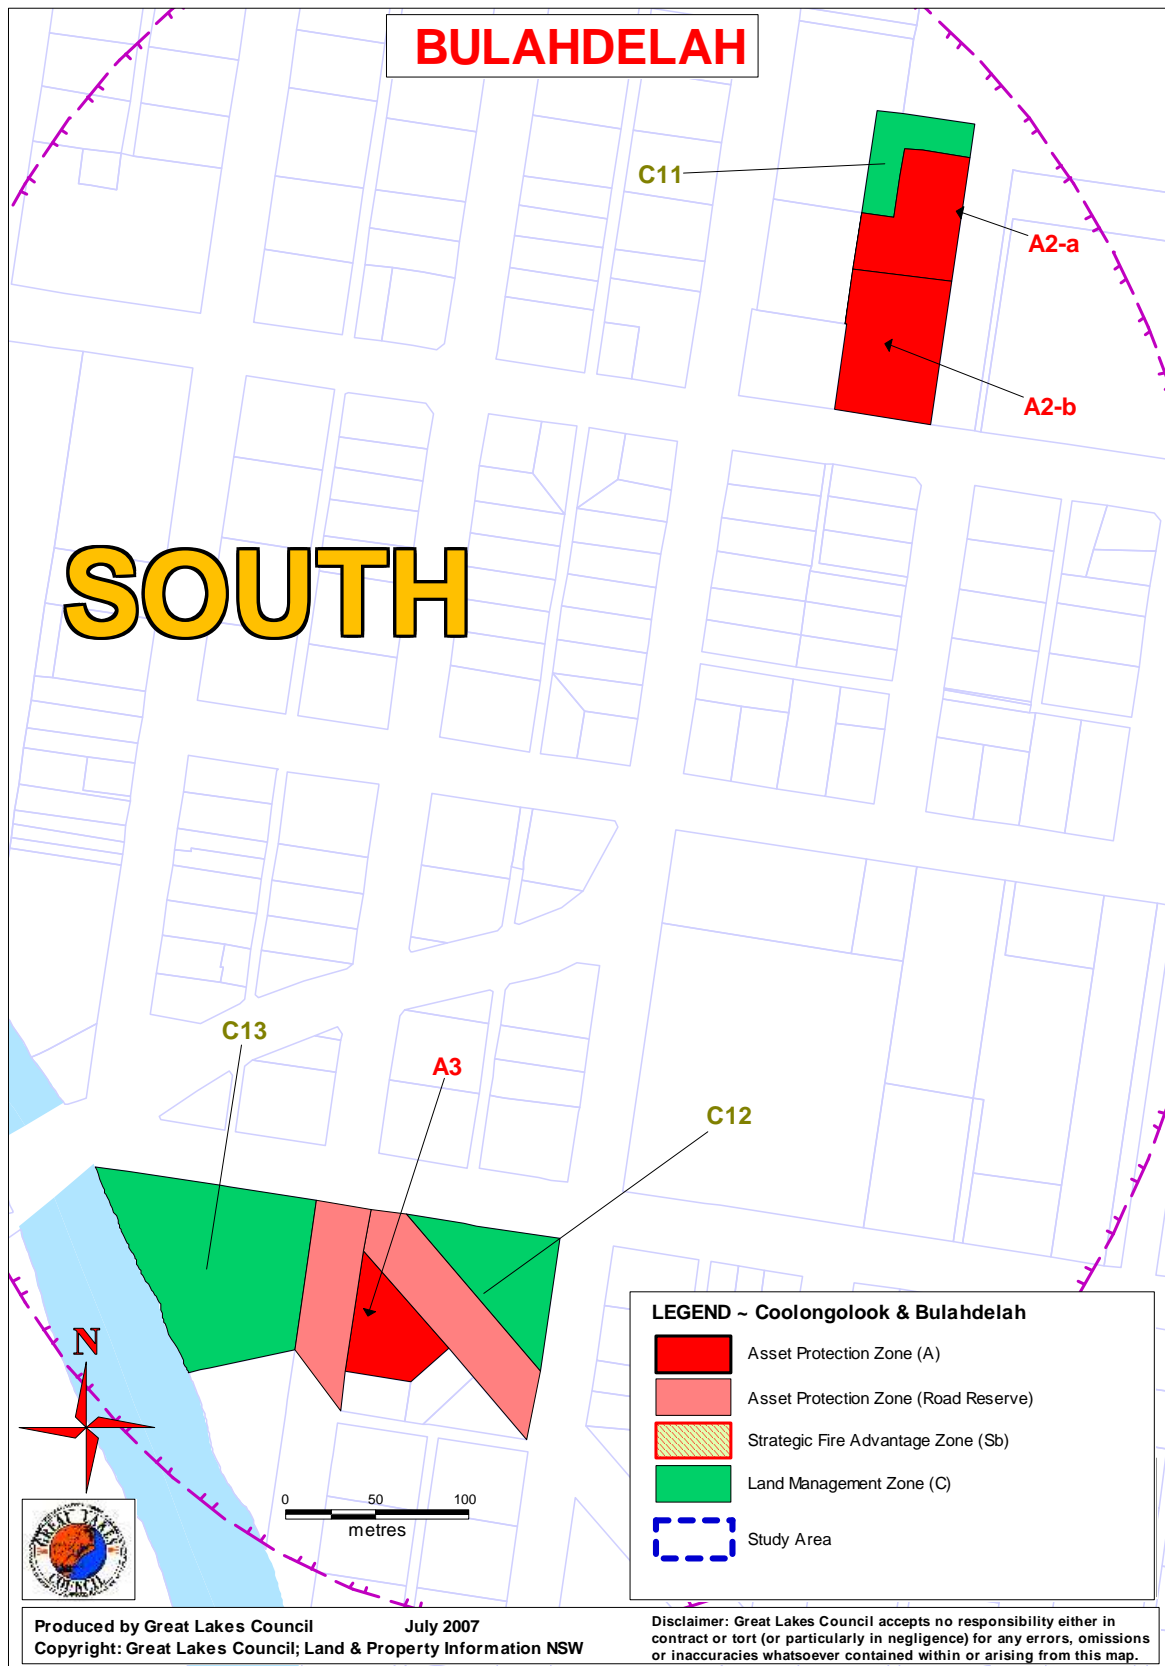 BULAHDELAH
C11
A2-a
A2-b
SOUTH
C13
A3
C12
N
LEGEND ~ Coolongolook & Bulahdelah
Asset Protection Zone (A)
Asset Protection Zone (Road Reserve)
Strategic Fire Advantage Zone (Sb)
Land Management Zone (C)
Study Area
0 50 100
metres
GREAT LAKES
COUNCIL
Produced by Great Lakes Council July 2007
Copyright: Great Lakes Council; Land & Property Information NSW
Disclaimer: Great Lakes Council accepts no responsibility either in
contract or tort (or particularly in negligence) for any errors, omissions
or inaccuracies whatsoever contained within or arising from this map.